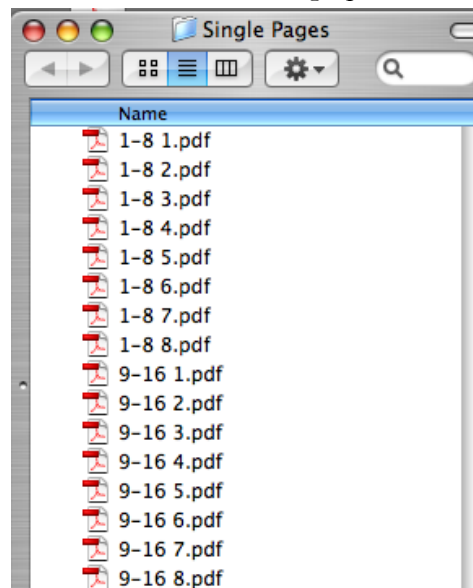 Single Pages
Name
1-8 1.pdf
1-8 2.pdf
1-8 3.pdf
1-8 4.pdf
1-8 5.pdf
1-8 6.pdf
1-8 7.pdf
1-8 8.pdf
9-16 1.pdf
9-16 2.pdf
9-16 3.pdf
9-16 4.pdf
9-16 5.pdf
9-16 6.pdf
9-16 7.pdf
9-16 8.pdf